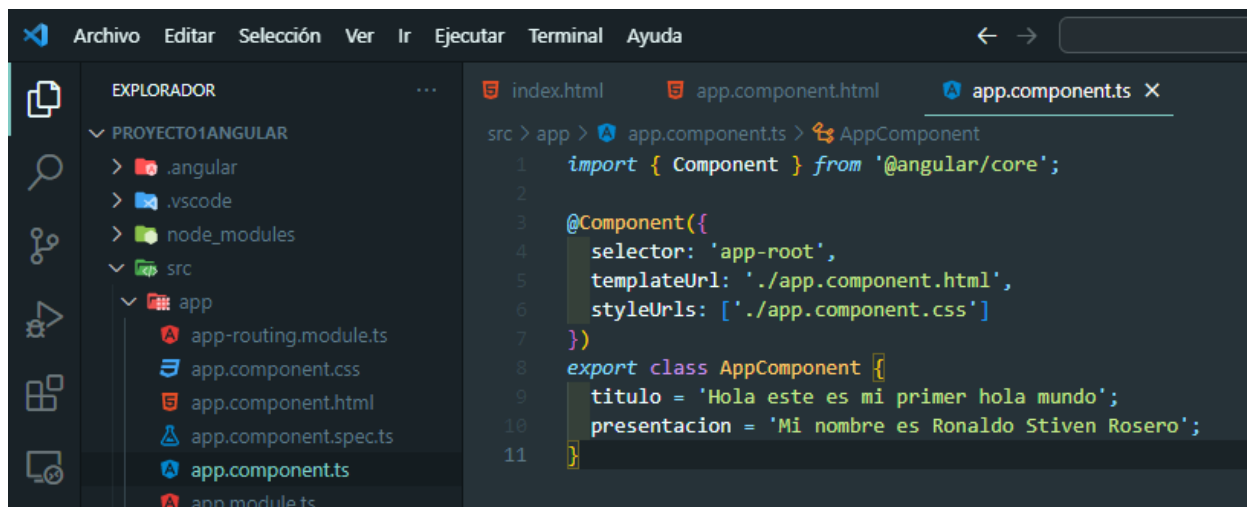 Archivo Editar Selección Ver Ir Ejecutar Terminal Ayuda
EXPLORADOR ···
PROYECTO1ANGULAR
.angular
.vscode
node_modules
src
app
app-routing.module.ts
app.component.css
app.component.html
app.component.spec.ts
app.component.ts
app.module.ts
index.html app.component.html app.component.ts
src > app > app.component.ts > AppComponent
1 import { Component } from '@angular/core';
2
3 @Component({
4 selector: 'app-root',
5 templateUrl: './app.component.html',
6 styleUrls: ['./app.component.css']
7 })
8 export class AppComponent {
9 titulo = 'Hola este es mi primer hola mundo';
10 presentacion = 'Mi nombre es Ronaldo Stiven Rosero';
11 }